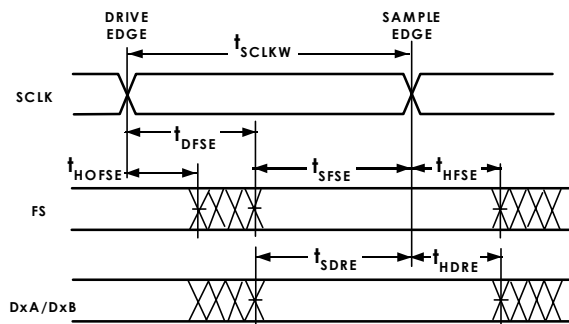 DRIVE EDGE
SAMPLE EDGE
tSCLKW
SCLK
tDFSE
tHOFSE
tSFSE
tHFSE
FS
tSDRE
tHDRE
DxA/DxB